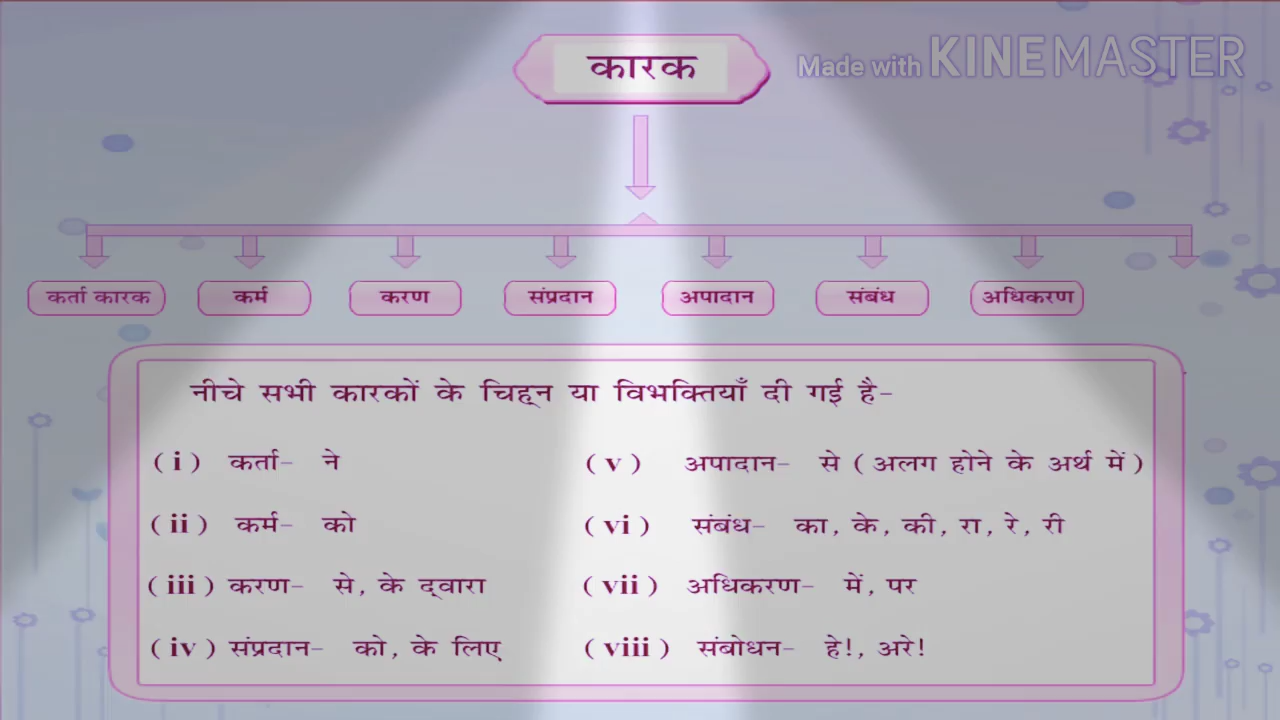 कारक
Made with KINEMASTER
कर्ता कारक कर्म करण संप्रदान अपादान संबंध अधिकरण
नीचे सभी कारकों के चिह्न या विभक्तियाँ दी गई है-
(i) कर्ता- ने (v) अपादान- से (अलग होने के अर्थ में)
(ii) कर्म- को (vi) संबंध- का, के, की, रा, रे, री
(iii) करण- से, के द्वारा (vii) अधिकरण- में, पर
(iv) संप्रदान- को, के लिए (viii) संबोधन- हे!, अरे!